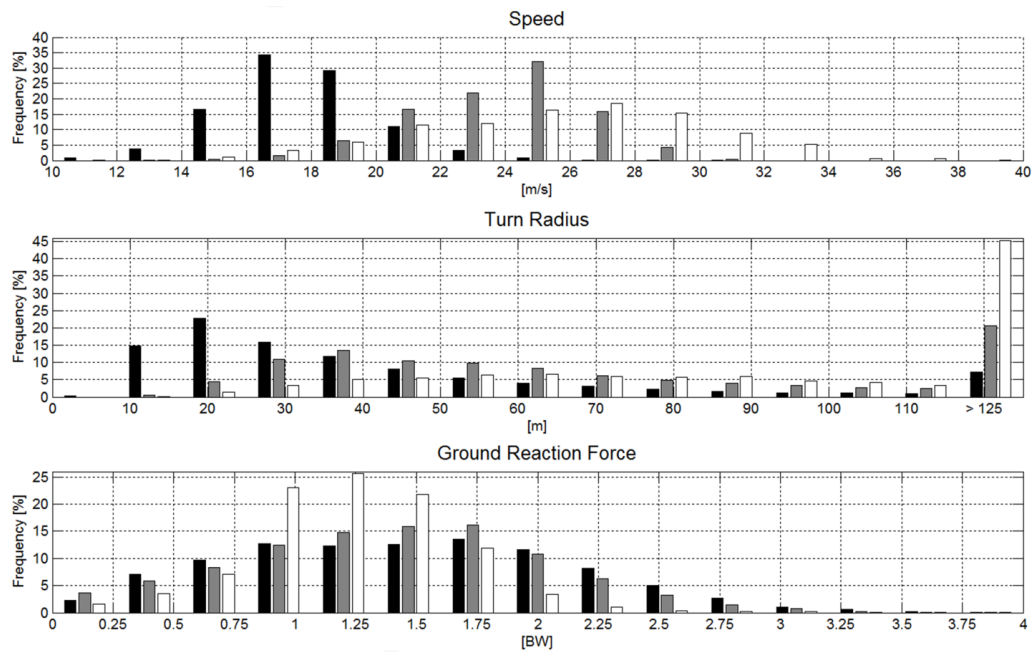 Speed
Frequency [%]
40
35
30
25
20
15
10
5
0
10 12 14 16 18 20 22 24 26 28 30 32 34 36 38 40
[m/s]
Turn Radius
Frequency [%]
45
40
35
30
25
20
15
10
5
0
0 10 20 30 40 50 60 70 80 90 100 110 > 125
[m]
Ground Reaction Force
Frequency [%]
25
20
15
10
5
0
0 0.25 0.5 0.75 1 1.25 1.5 1.75 2 2.25 2.5 2.75 3 3.25 3.5 3.75 4
[BW]